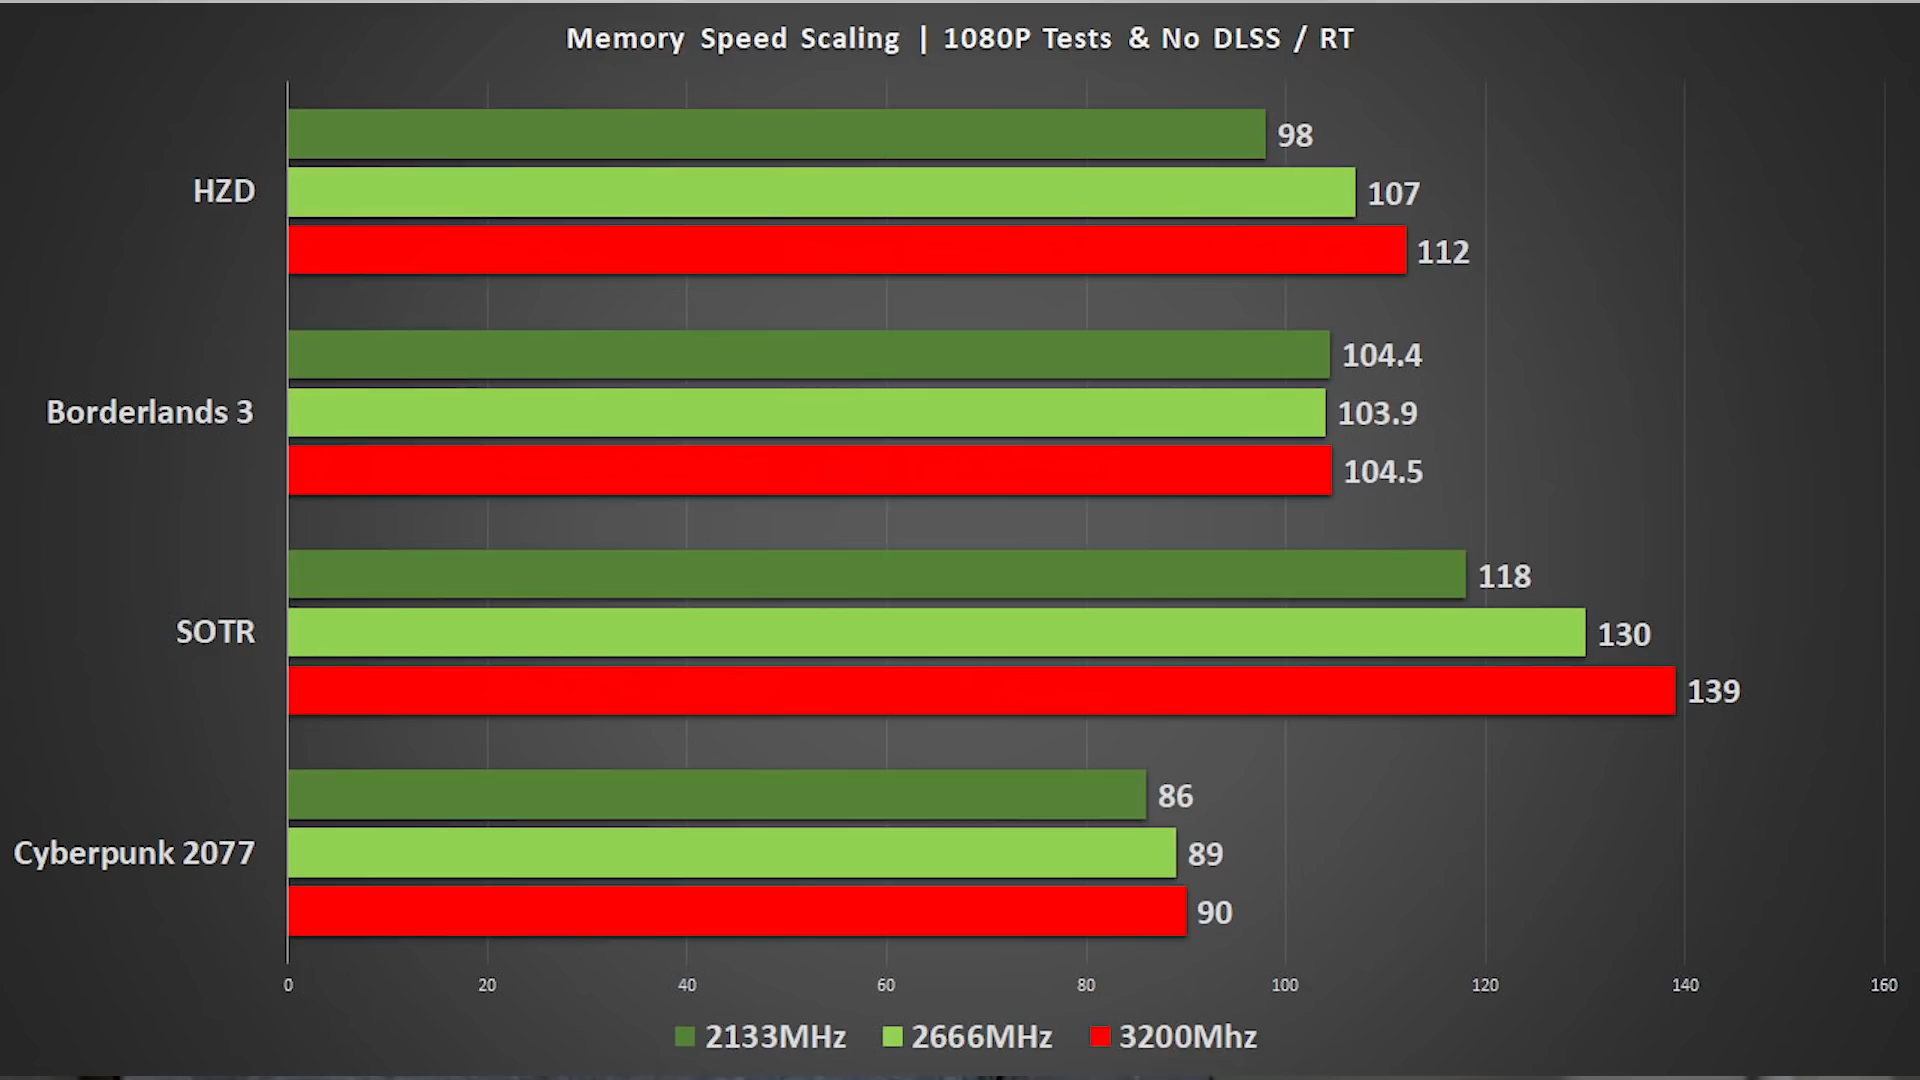 Memory Speed Scaling | 1080P Tests & No DLSS / RT
98
HZD
107
112
104.4
Borderlands 3
103.9
104.5
118
SOTR
130
139
86
Cyberpunk 2077
89
90
0 20 40 60 80 100 120 140 160
2133MHz 2666MHz 3200Mhz